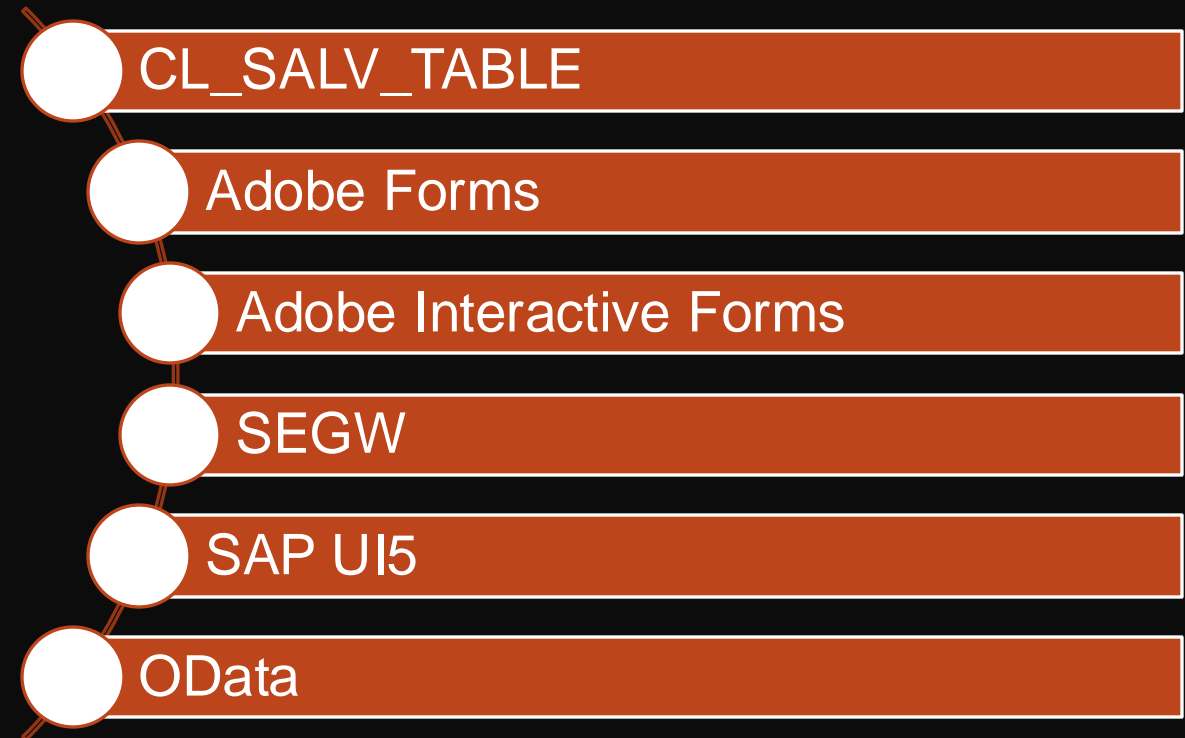 CL_SALV_TABLE
Adobe Forms
Adobe Interactive Forms
SEGW
SAP UI5
OData